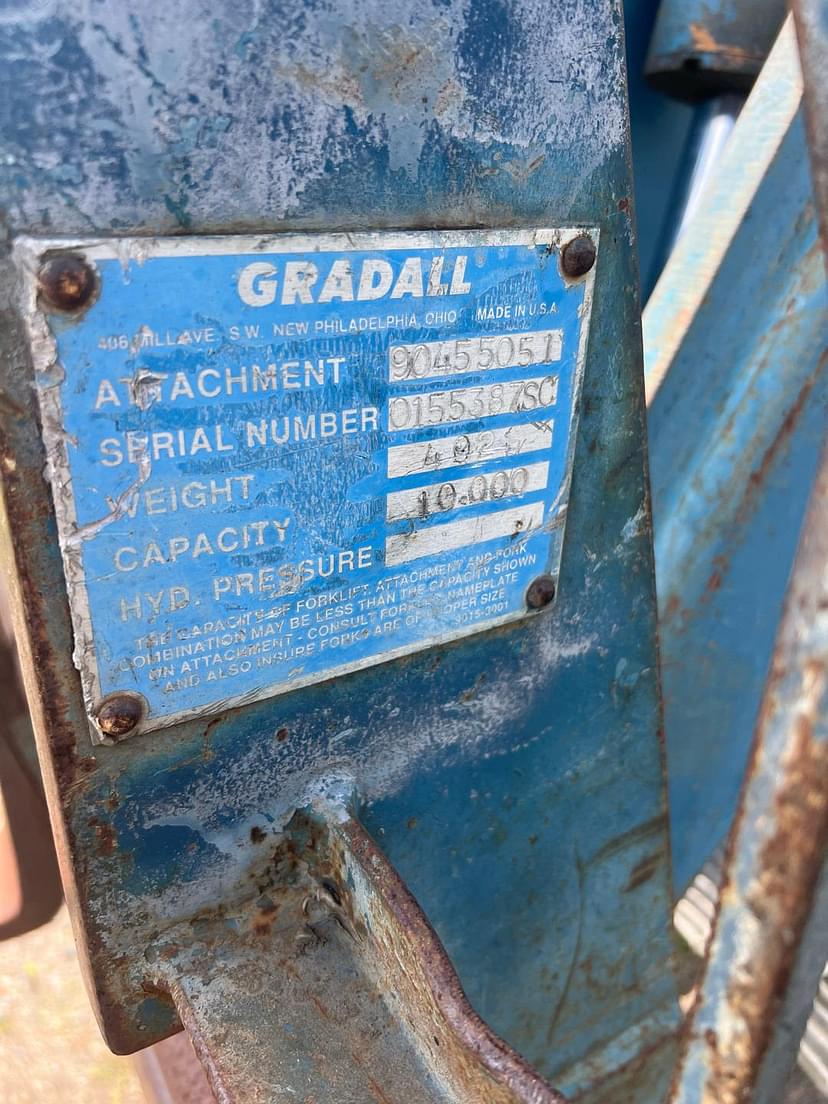 GRADALL
406 MILL AVE. S.W. NEW PHILADELPHIA, OHIO MADE IN U.S.A.
ATTACHMENT 90455051
SERIAL NUMBER 0155387SC
WEIGHT
CAPACITY 10.000
HYD. PRESSURE
THE CAPACITY OF FORKLIFT, ATTACHMENT AND FORK
COMBINATION MAY BE LESS THAN THE CAPACITY SHOWN
ON ATTACHMENT - CONSULT FORKLIFT NAMEPLATE
AND ALSO INSURE FORKS ARE OF PROPER SIZE
9015-3001